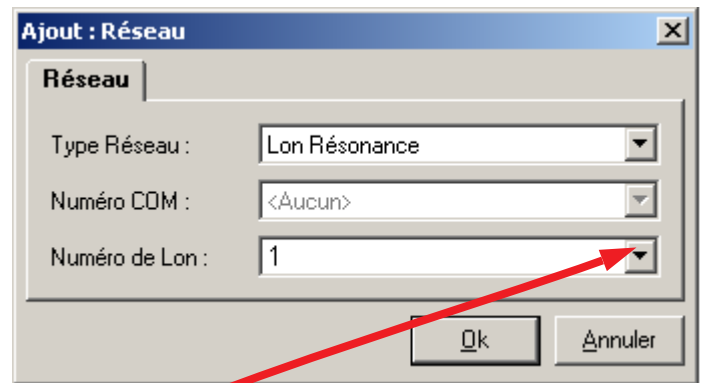 Ajout : Réseau
Réseau
Type Réseau : Lon Résonance
Numéro COM : <Aucun>
Numéro de Lon : 1
Ok Annuler